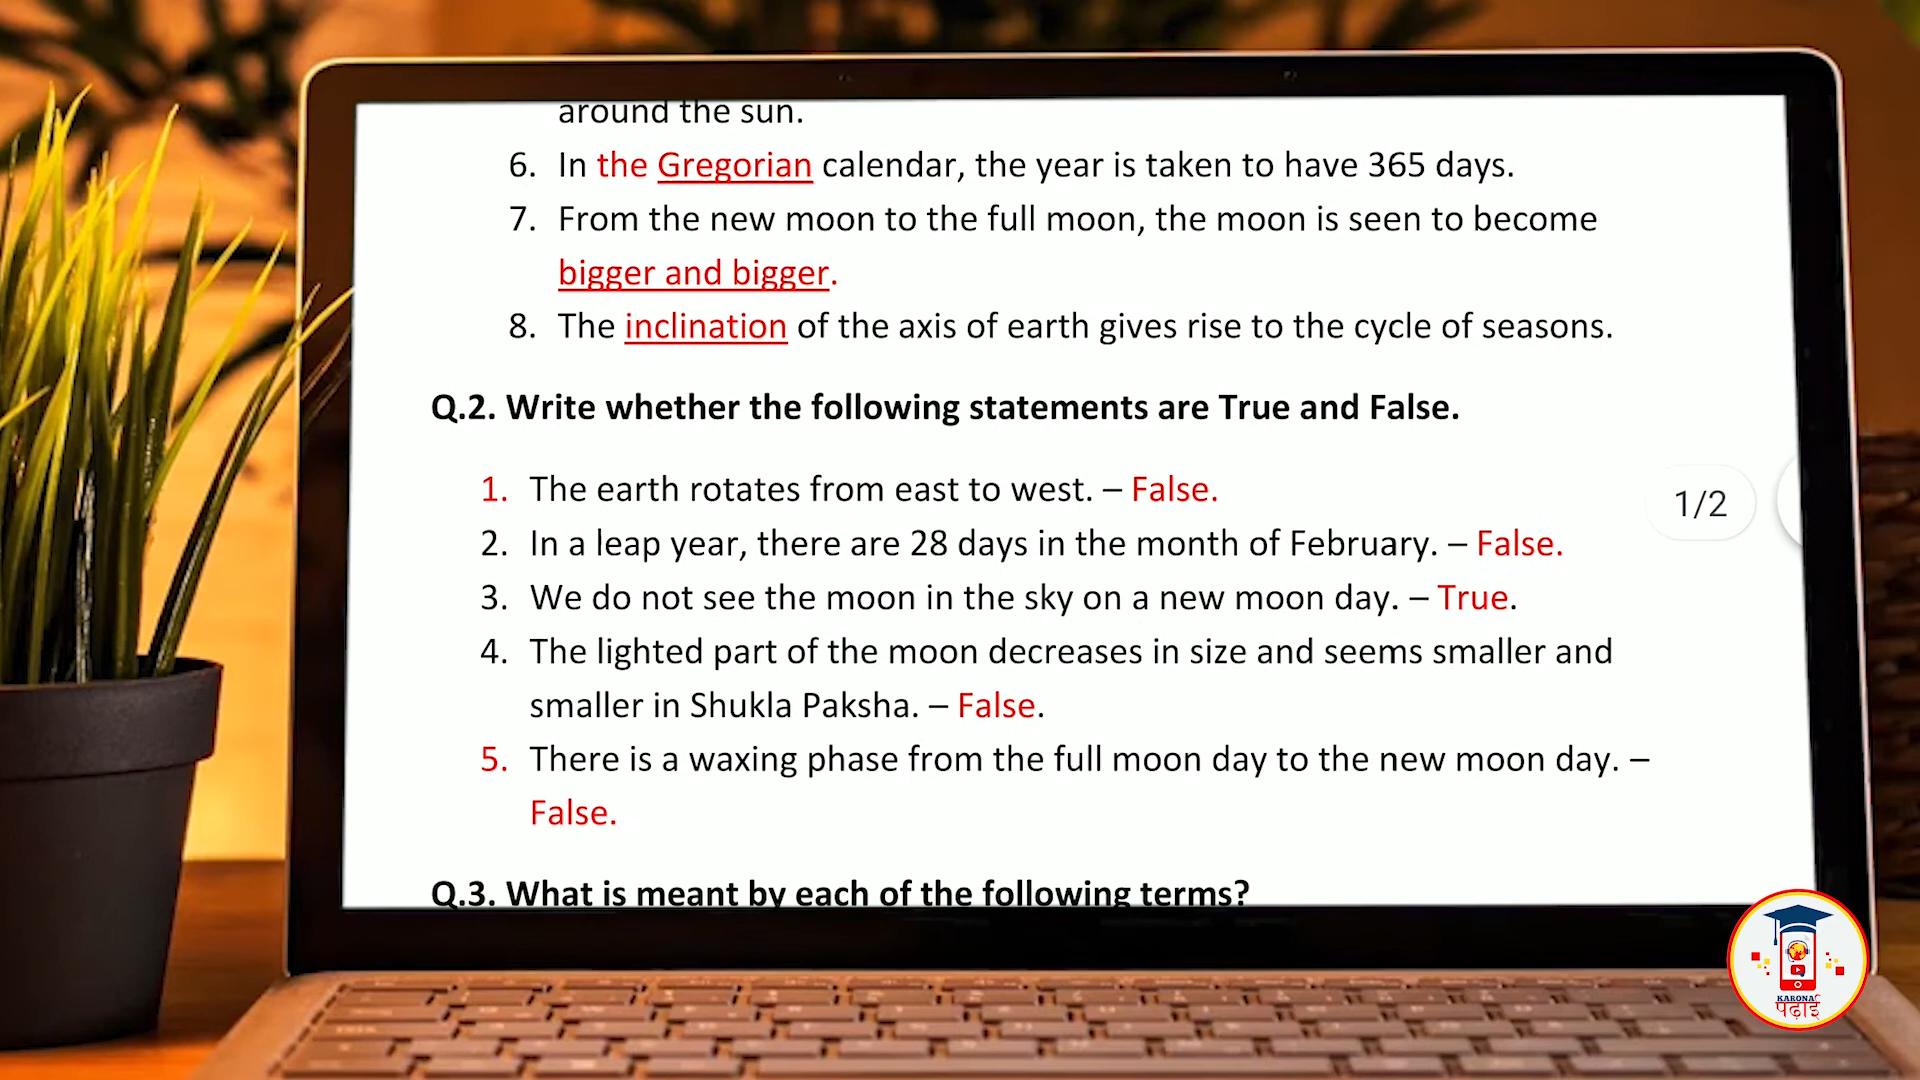 around the sun.
6. In the Gregorian calendar, the year is taken to have 365 days.
7. From the new moon to the full moon, the moon is seen to become
bigger and bigger.
8. The inclination of the axis of earth gives rise to the cycle of seasons.
Q.2. Write whether the following statements are True and False.
1. The earth rotates from east to west. – False.
2. In a leap year, there are 28 days in the month of February. – False.
1/2
3. We do not see the moon in the sky on a new moon day. – True.
4. The lighted part of the moon decreases in size and seems smaller and
smaller in Shukla Paksha. – False.
5. There is a waxing phase from the full moon day to the new moon day. –
False.
Q.3. What is meant by each of the following terms?
KARONA
पढ़ाई